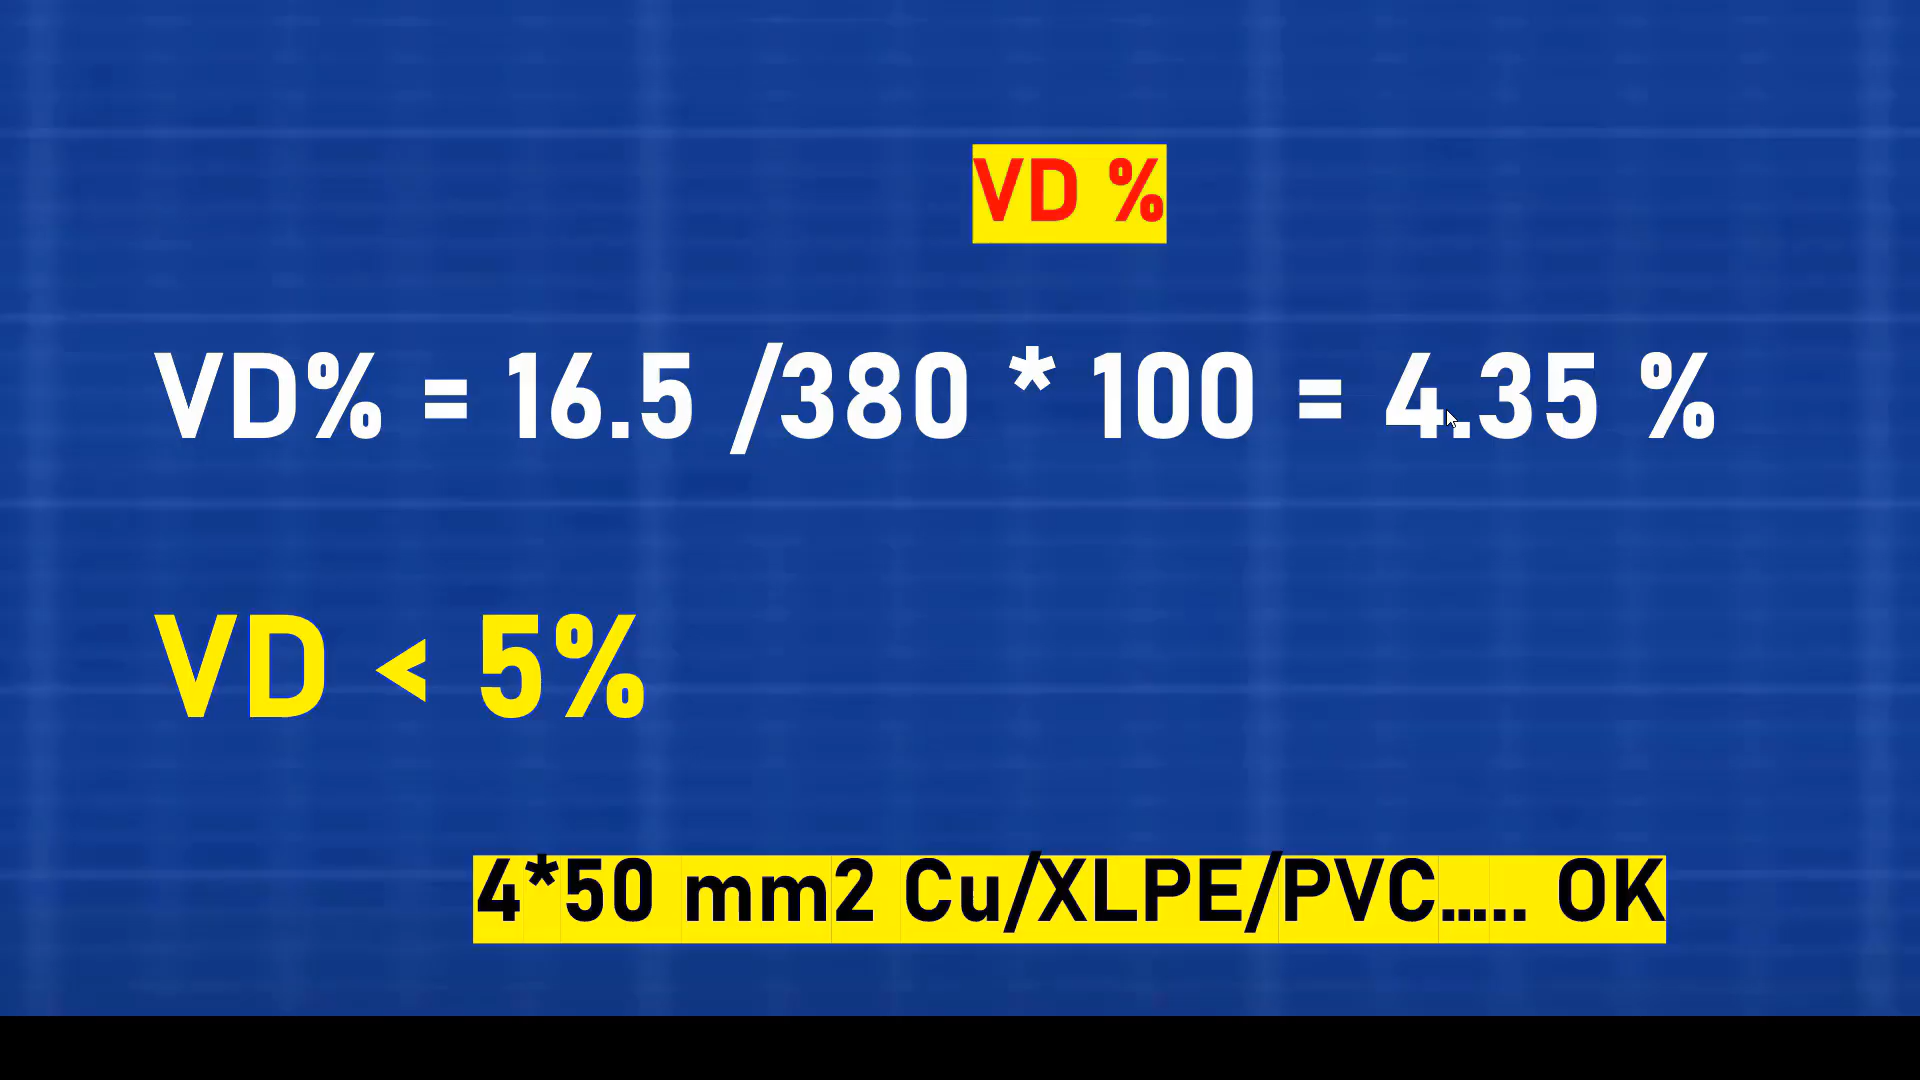 VD %
VD% = 16.5 /380 * 100 = 4.35 %
VD < 5%
4*50 mm2 Cu/XLPE/PVC….. OK